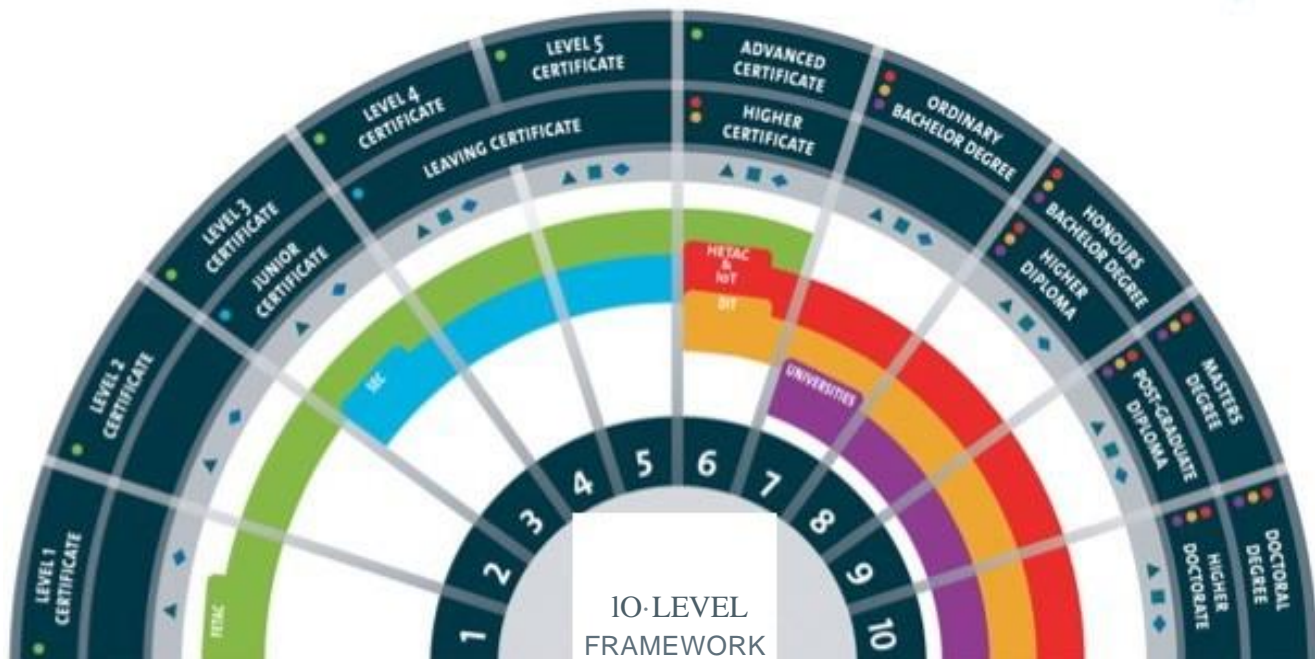 LEVEL 1
CERTIFICATE
LEVEL 2
CERTIFICATE
LEVEL 3
CERTIFICATE
LEVEL 4
CERTIFICATE
LEVEL 5
CERTIFICATE
ADVANCED
CERTIFICATE
ORDINARY
BACHELOR DEGREE
HONOURS
BACHELOR DEGREE
MASTERS
DEGREE
DOCTORAL
DEGREE
JUNIOR
CERTIFICATE
LEAVING CERTIFICATE
HIGHER
CERTIFICATE
HIGHER
DIPLOMA
POST-GRADUATE
DIPLOMA
HIGHER
DOCTORATE
FETAC
SEC
HETAC
&
IoT
DIT
UNIVERSITIES
1
2
3
4
5
6
7
8
9
10
10·LEVEL
FRAMEWORK